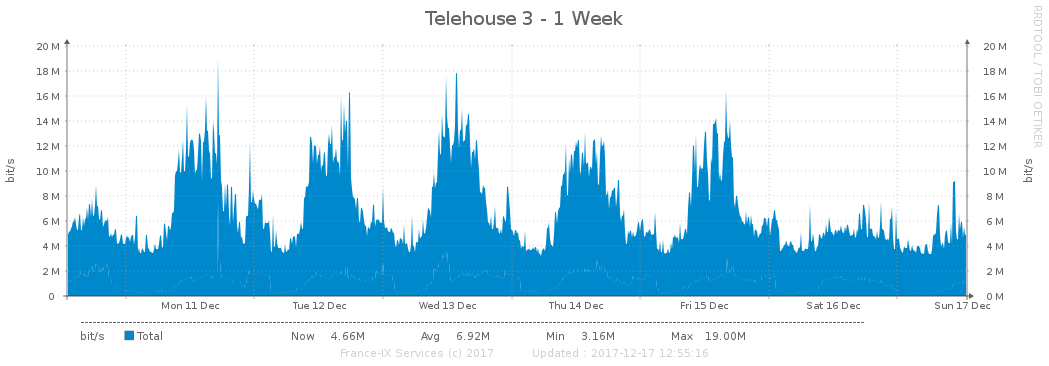 Telehouse 3 - 1 Week
RRDTOOL / TOBI OETIKER
bit/s
20 M 20 M
18 M 18 M
16 M 16 M
14 M 14 M
12 M 12 M
10 M 10 M
8 M 8 M
6 M 6 M
4 M 4 M
2 M 2 M
0 0 M
bit/s
Mon 11 Dec Tue 12 Dec Wed 13 Dec Thu 14 Dec Fri 15 Dec Sat 16 Dec Sun 17 Dec
bit/s Total Now 4.66M Avg 6.92M Min 3.16M Max 19.00M
France-IX Services (c) 2017 Updated : 2017-12-17 12:55:16